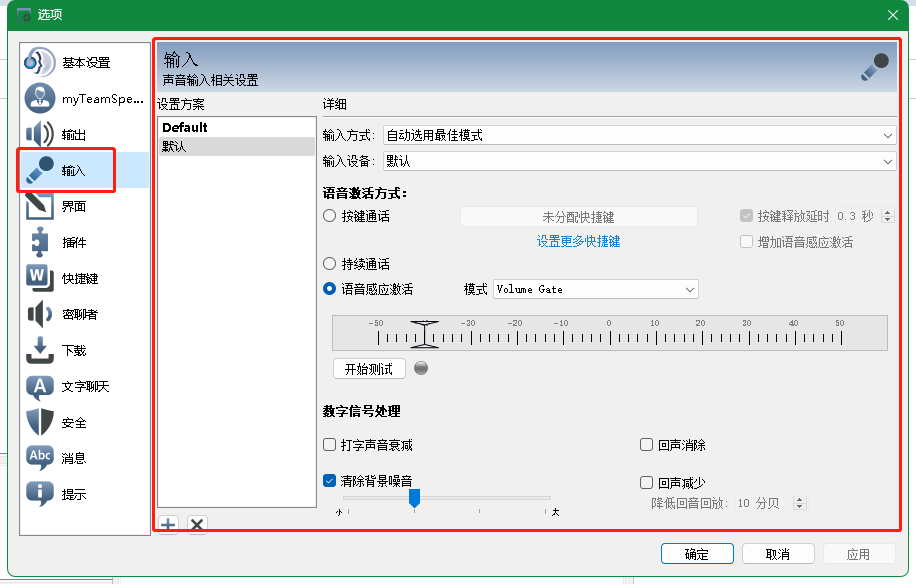 选项
基本设置
myTeamSpe...
输出
输入
界面
插件
快捷键
密聊者
下载
文字聊天
安全
消息
提示
输入
声音输入相关设置
设置方案
Default
默认
详细
输入方式: 自动选用最佳模式
输入设备: 默认
语音激活方式:
按键通话 未分配快捷键 按键释放延时 0.3 秒
设置更多快捷键 增加语音感应激活
持续通话
语音感应激活 模式 Volume Gate
-50 -20 -20 -10 0 10 20 30 40 50
开始测试
数字信号处理
打字声音衰减 回声消除
清除背景噪音 回声减少
小 大 降低回音回放: 10 分贝
确定 取消 应用